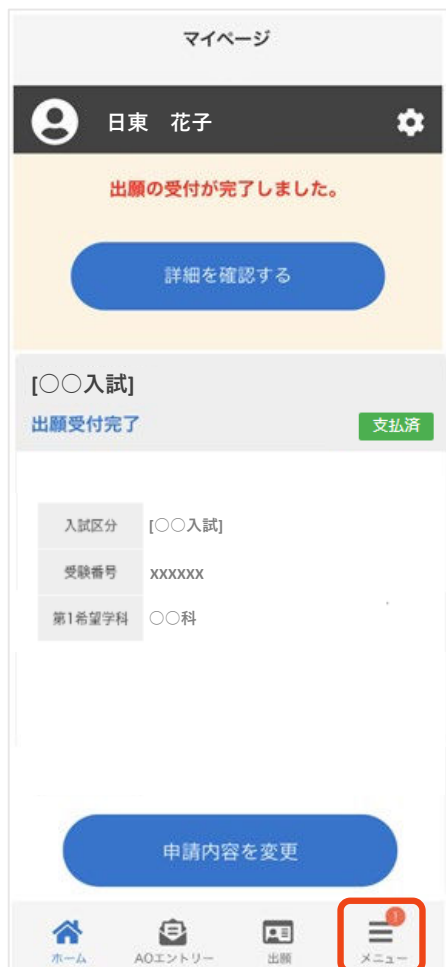 マイページ
日東　花子
出願の受付が完了しました。
詳細を確認する
[○○入試]
出願受付完了
支払済
入試区分 [○○入試]
受験番号 xxxxxx
第1希望学科 ○○科
申請内容を変更
1
ホーム AOエントリー 出願 メニュー